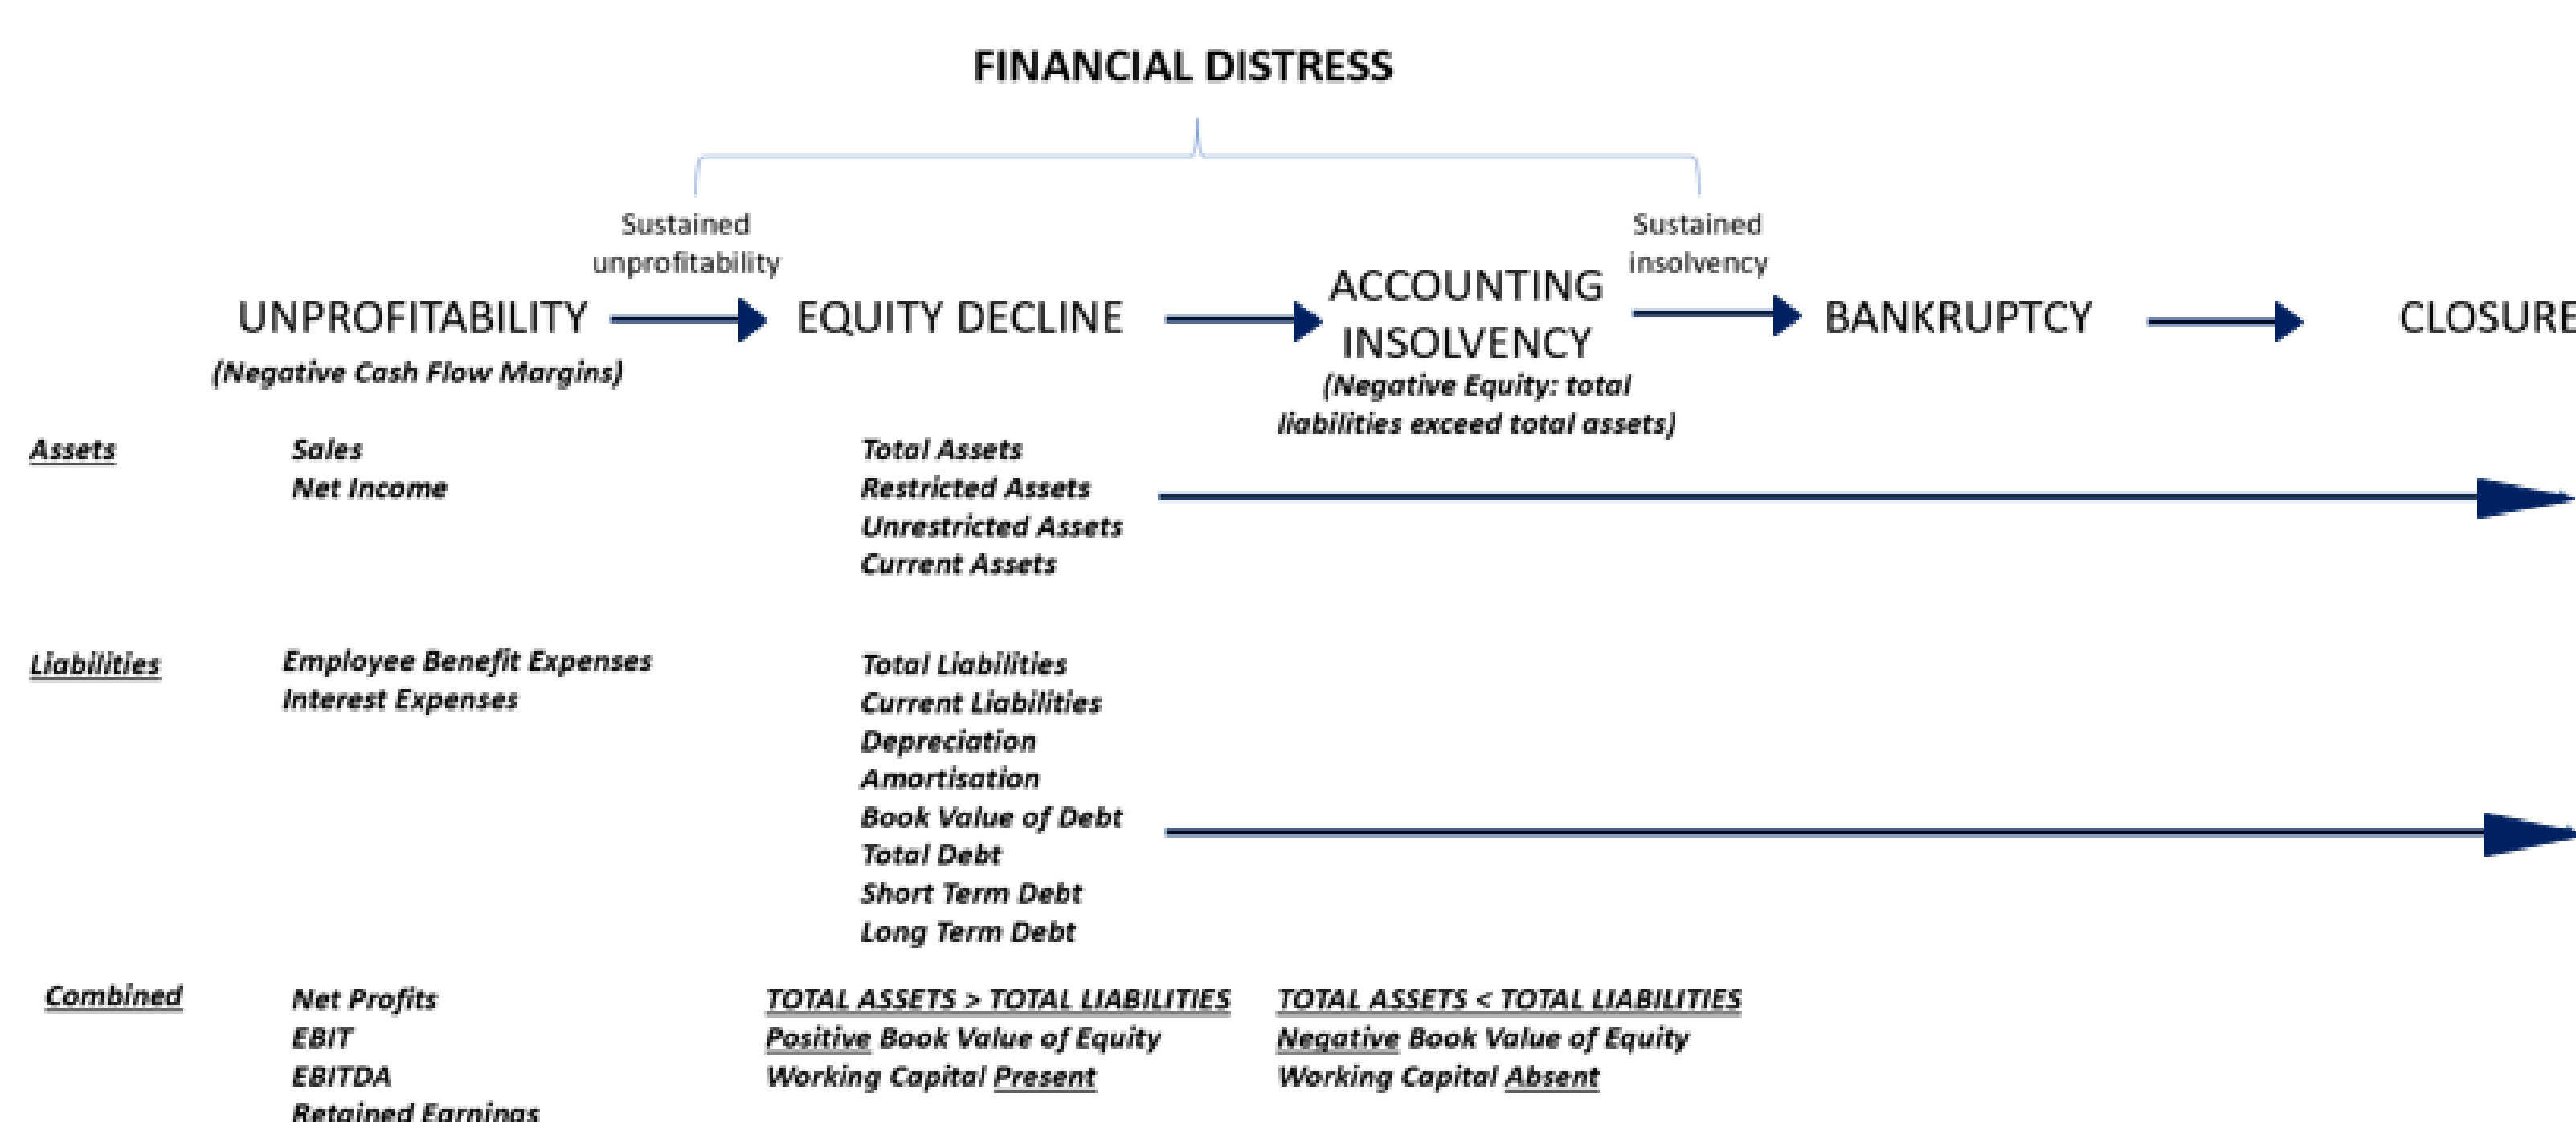 FINANCIAL DISTRESS
Sustained
unprofitability
Sustained
insolvency
UNPROFITABILITY
(Negative Cash Flow Margins)
EQUITY DECLINE
ACCOUNTING
INSOLVENCY
(Negative Equity: total
liabilities exceed total assets)
BANKRUPTCY
CLOSURE
Assets
Sales
Net Income
Total Assets
Restricted Assets
Unrestricted Assets
Current Assets
Liabilities
Employee Benefit Expenses
Interest Expenses
Total Liabilities
Current Liabilities
Depreciation
Amortisation
Book Value of Debt
Total Debt
Short Term Debt
Long Term Debt
Combined
Net Profits
EBIT
EBITDA
Retained Earnings
TOTAL ASSETS > TOTAL LIABILITIES
Positive Book Value of Equity
Working Capital Present
TOTAL ASSETS < TOTAL LIABILITIES
Negative Book Value of Equity
Working Capital Absent